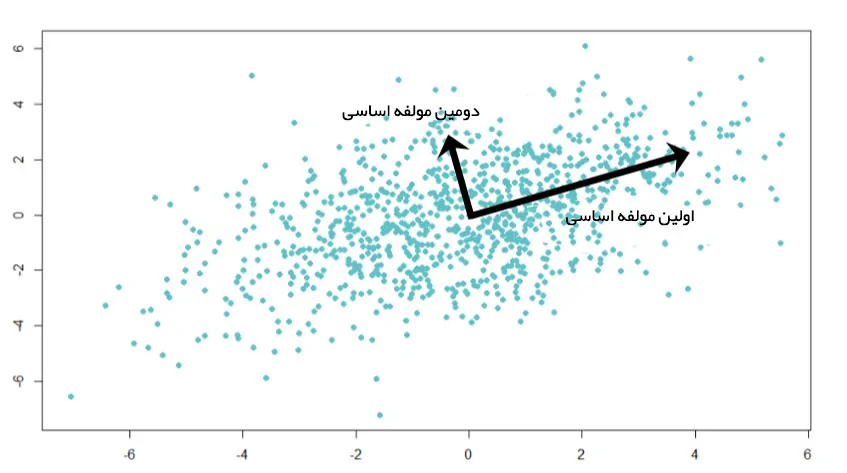 6
4
2
0
-2
-4
-6
دومین مولفه اساسی
اولین مولفه اساسی
-6 -4 -2 0 2 4 6